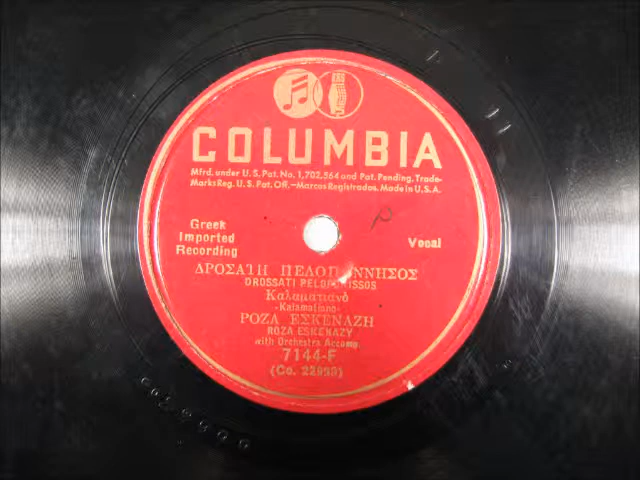 COLUMBIA
Mfrd. under U.S. Pat. No. 1,702,564 and Pat. Pending. Trade-
Marks Reg. U.S. Pat. Off.—Marcas Registradas. Made in U.S.A.
Greek
Imported
Recording
Vocal
ΔΡΟΣΑΤΗ ΠΕΛΟΠΟΝΝΗΣΟΣ
DROSSATI PELOPONISSOS
Καλαματιανό
-Kalamatiano-
ΡΟΖΑ ΕΣΚΕΝΑΖΗ
ROZA ESKENAZY
with Orchestra Accomp.
7144-F